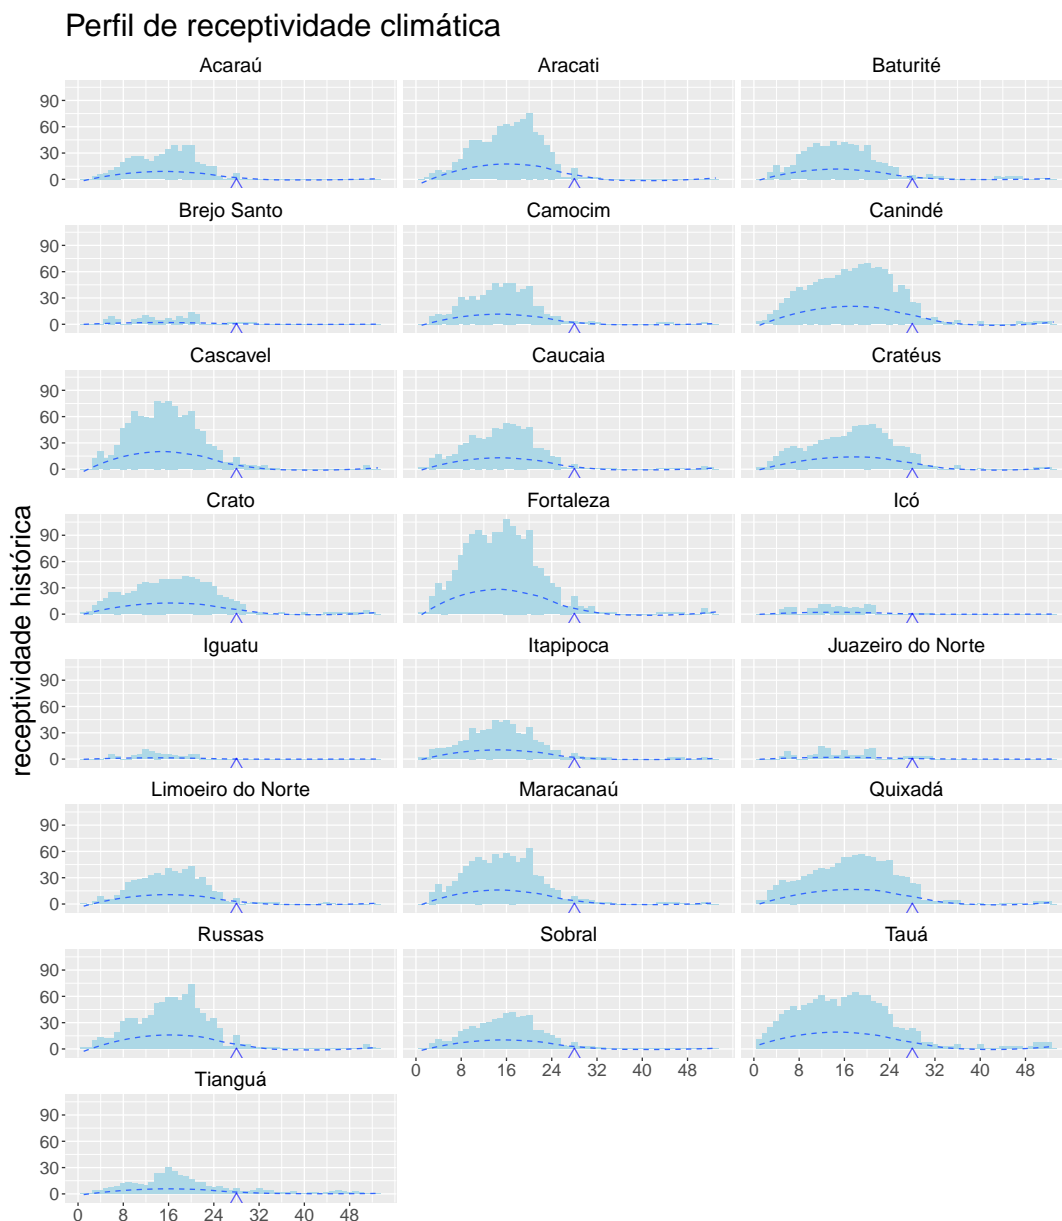 Perfil de receptividade climática
receptividade histórica
Acaraú Aracati Baturité
90
60
30
0
Brejo Santo Camocim Canindé
90
60
30
0
Cascavel Caucaia Cratéus
90
60
30
0
Crato Fortaleza Icó
90
60
30
0
Iguatu Itapipoca Juazeiro do Norte
90
60
30
0
Limoeiro do Norte Maracanaú Quixadá
90
60
30
0
Russas Sobral Tauá
90
60
30
0
0 8 16 24 32 40 48 0 8 16 24 32 40 48
Tianguá
90
60
30
0
0 8 16 24 32 40 48